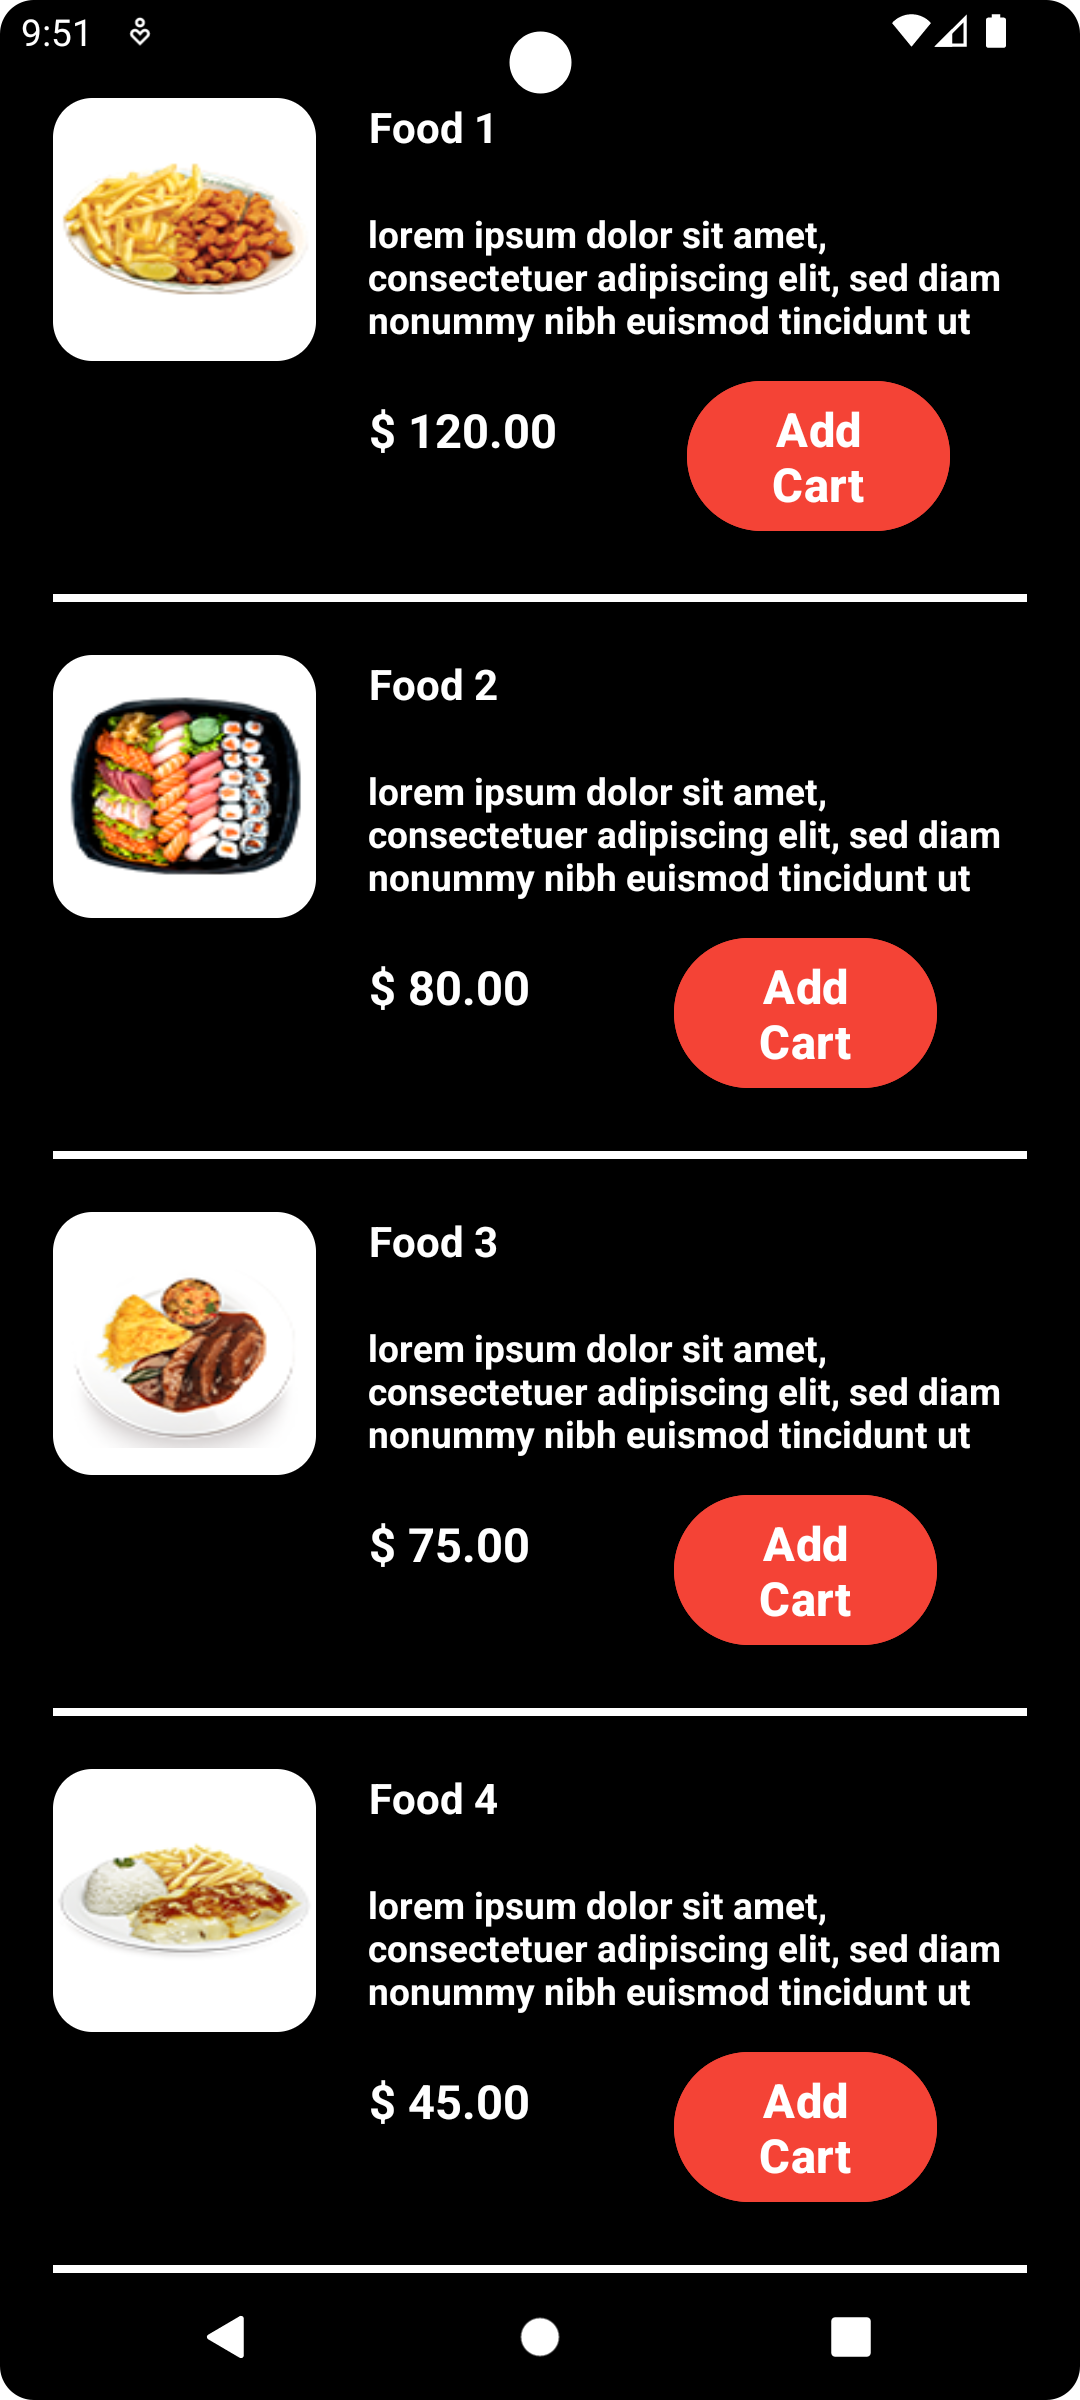 9:51
Food 1
lorem ipsum dolor sit amet,
consectetuer adipiscing elit, sed diam
nonummy nibh euismod tincidunt ut
$ 120.00
Add
Cart
Food 2
lorem ipsum dolor sit amet,
consectetuer adipiscing elit, sed diam
nonummy nibh euismod tincidunt ut
$ 80.00
Add
Cart
Food 3
lorem ipsum dolor sit amet,
consectetuer adipiscing elit, sed diam
nonummy nibh euismod tincidunt ut
$ 75.00
Add
Cart
Food 4
lorem ipsum dolor sit amet,
consectetuer adipiscing elit, sed diam
nonummy nibh euismod tincidunt ut
$ 45.00
Add
Cart